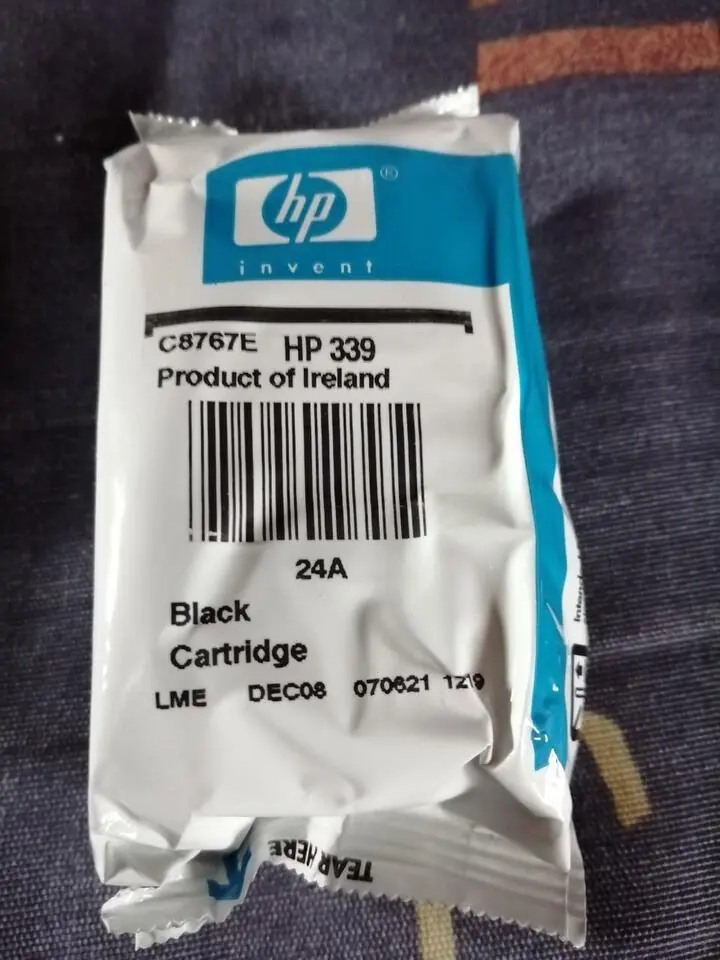 hp ®
invent
C8767E HP 339
Product of Ireland
24A
Black
Cartridge
LME DEC08 070621 1219
TEAR HERE